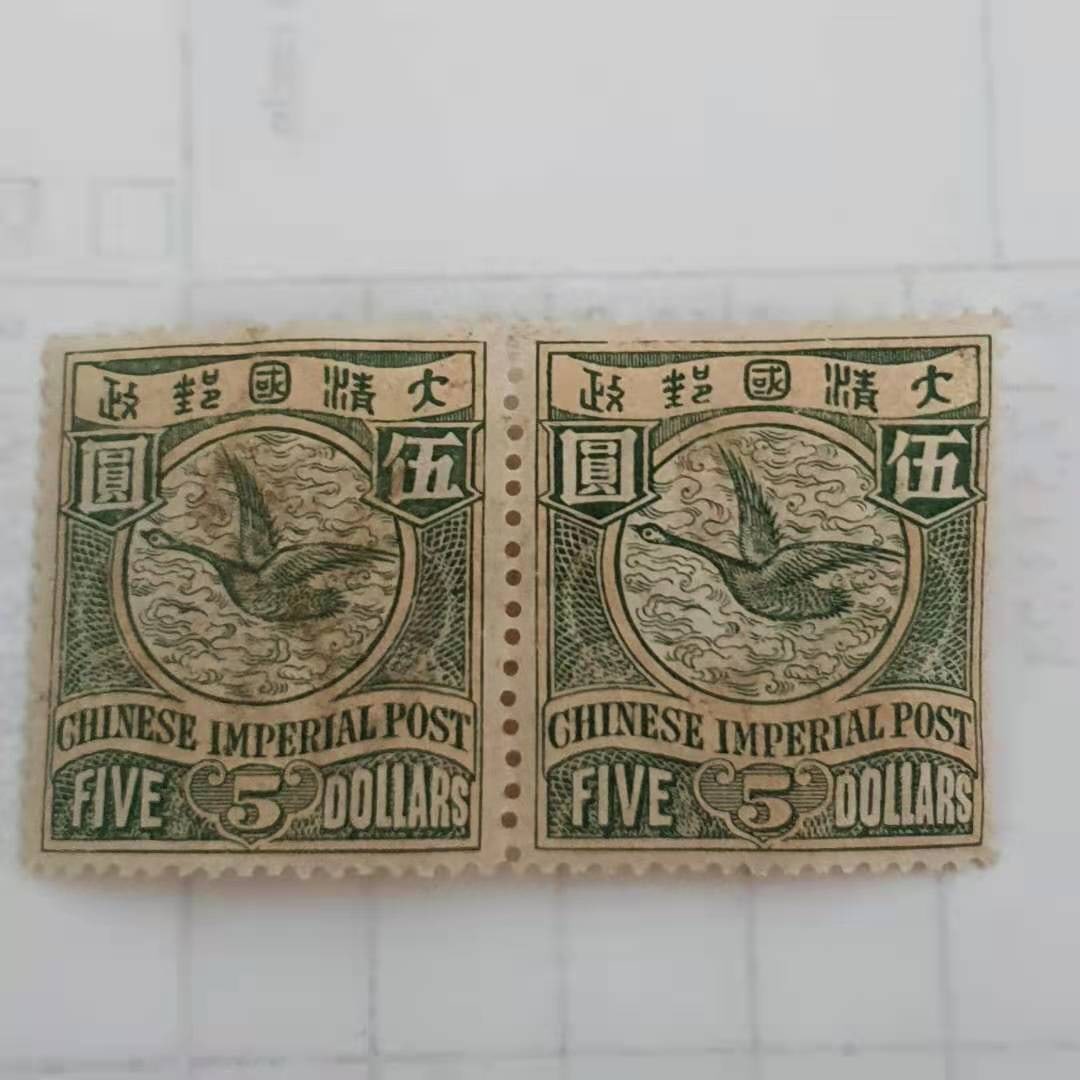 大清國郵政
伍圓
CHINESE IMPERIAL POST
FIVE 5 DOLLARS
大清國郵政
伍圓
CHINESE IMPERIAL POST
FIVE 5 DOLLARS